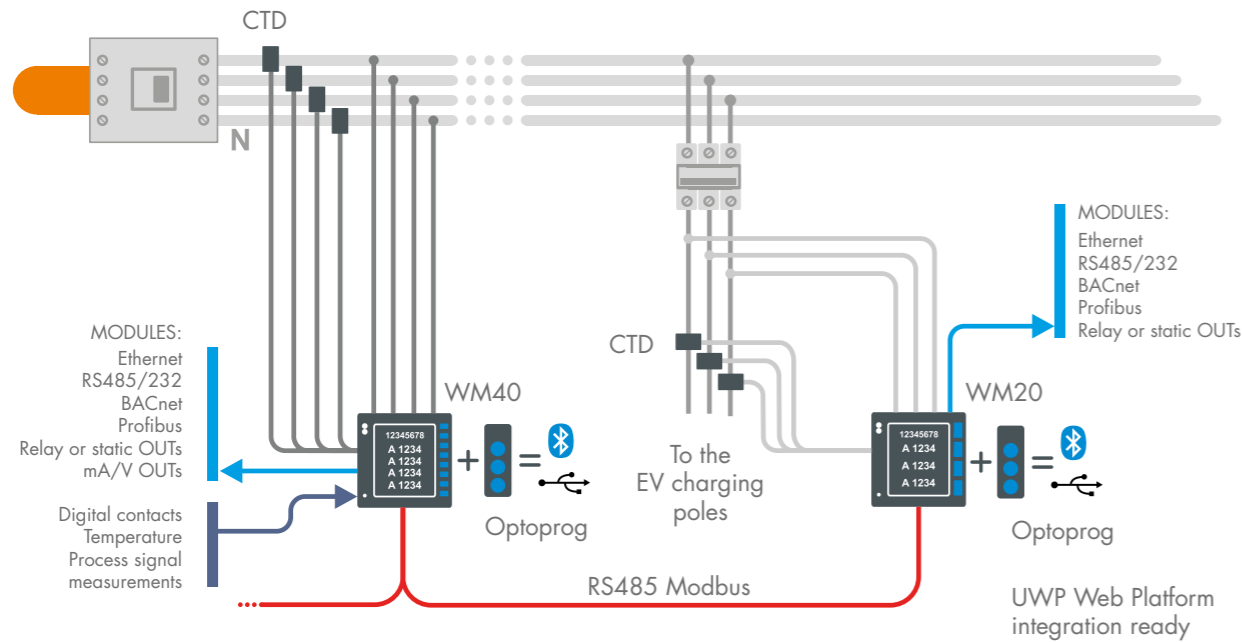 CTD
N
MODULES:
Ethernet
RS485/232
BACnet
Profibus
Relay or static OUTs
CTD
MODULES:
Ethernet
RS485/232
BACnet
Profibus
Relay or static OUTs
mA/V OUTs
WM40
12345678
A 1234
A 1234
A 1234
A 1234
+
=
Optoprog
To the
EV charging
poles
WM20
12345678
A 1234
A 1234
A 1234
+
=
Optoprog
Digital contacts
Temperature
Process signal
measurements
RS485 Modbus
UWP Web Platform
integration ready